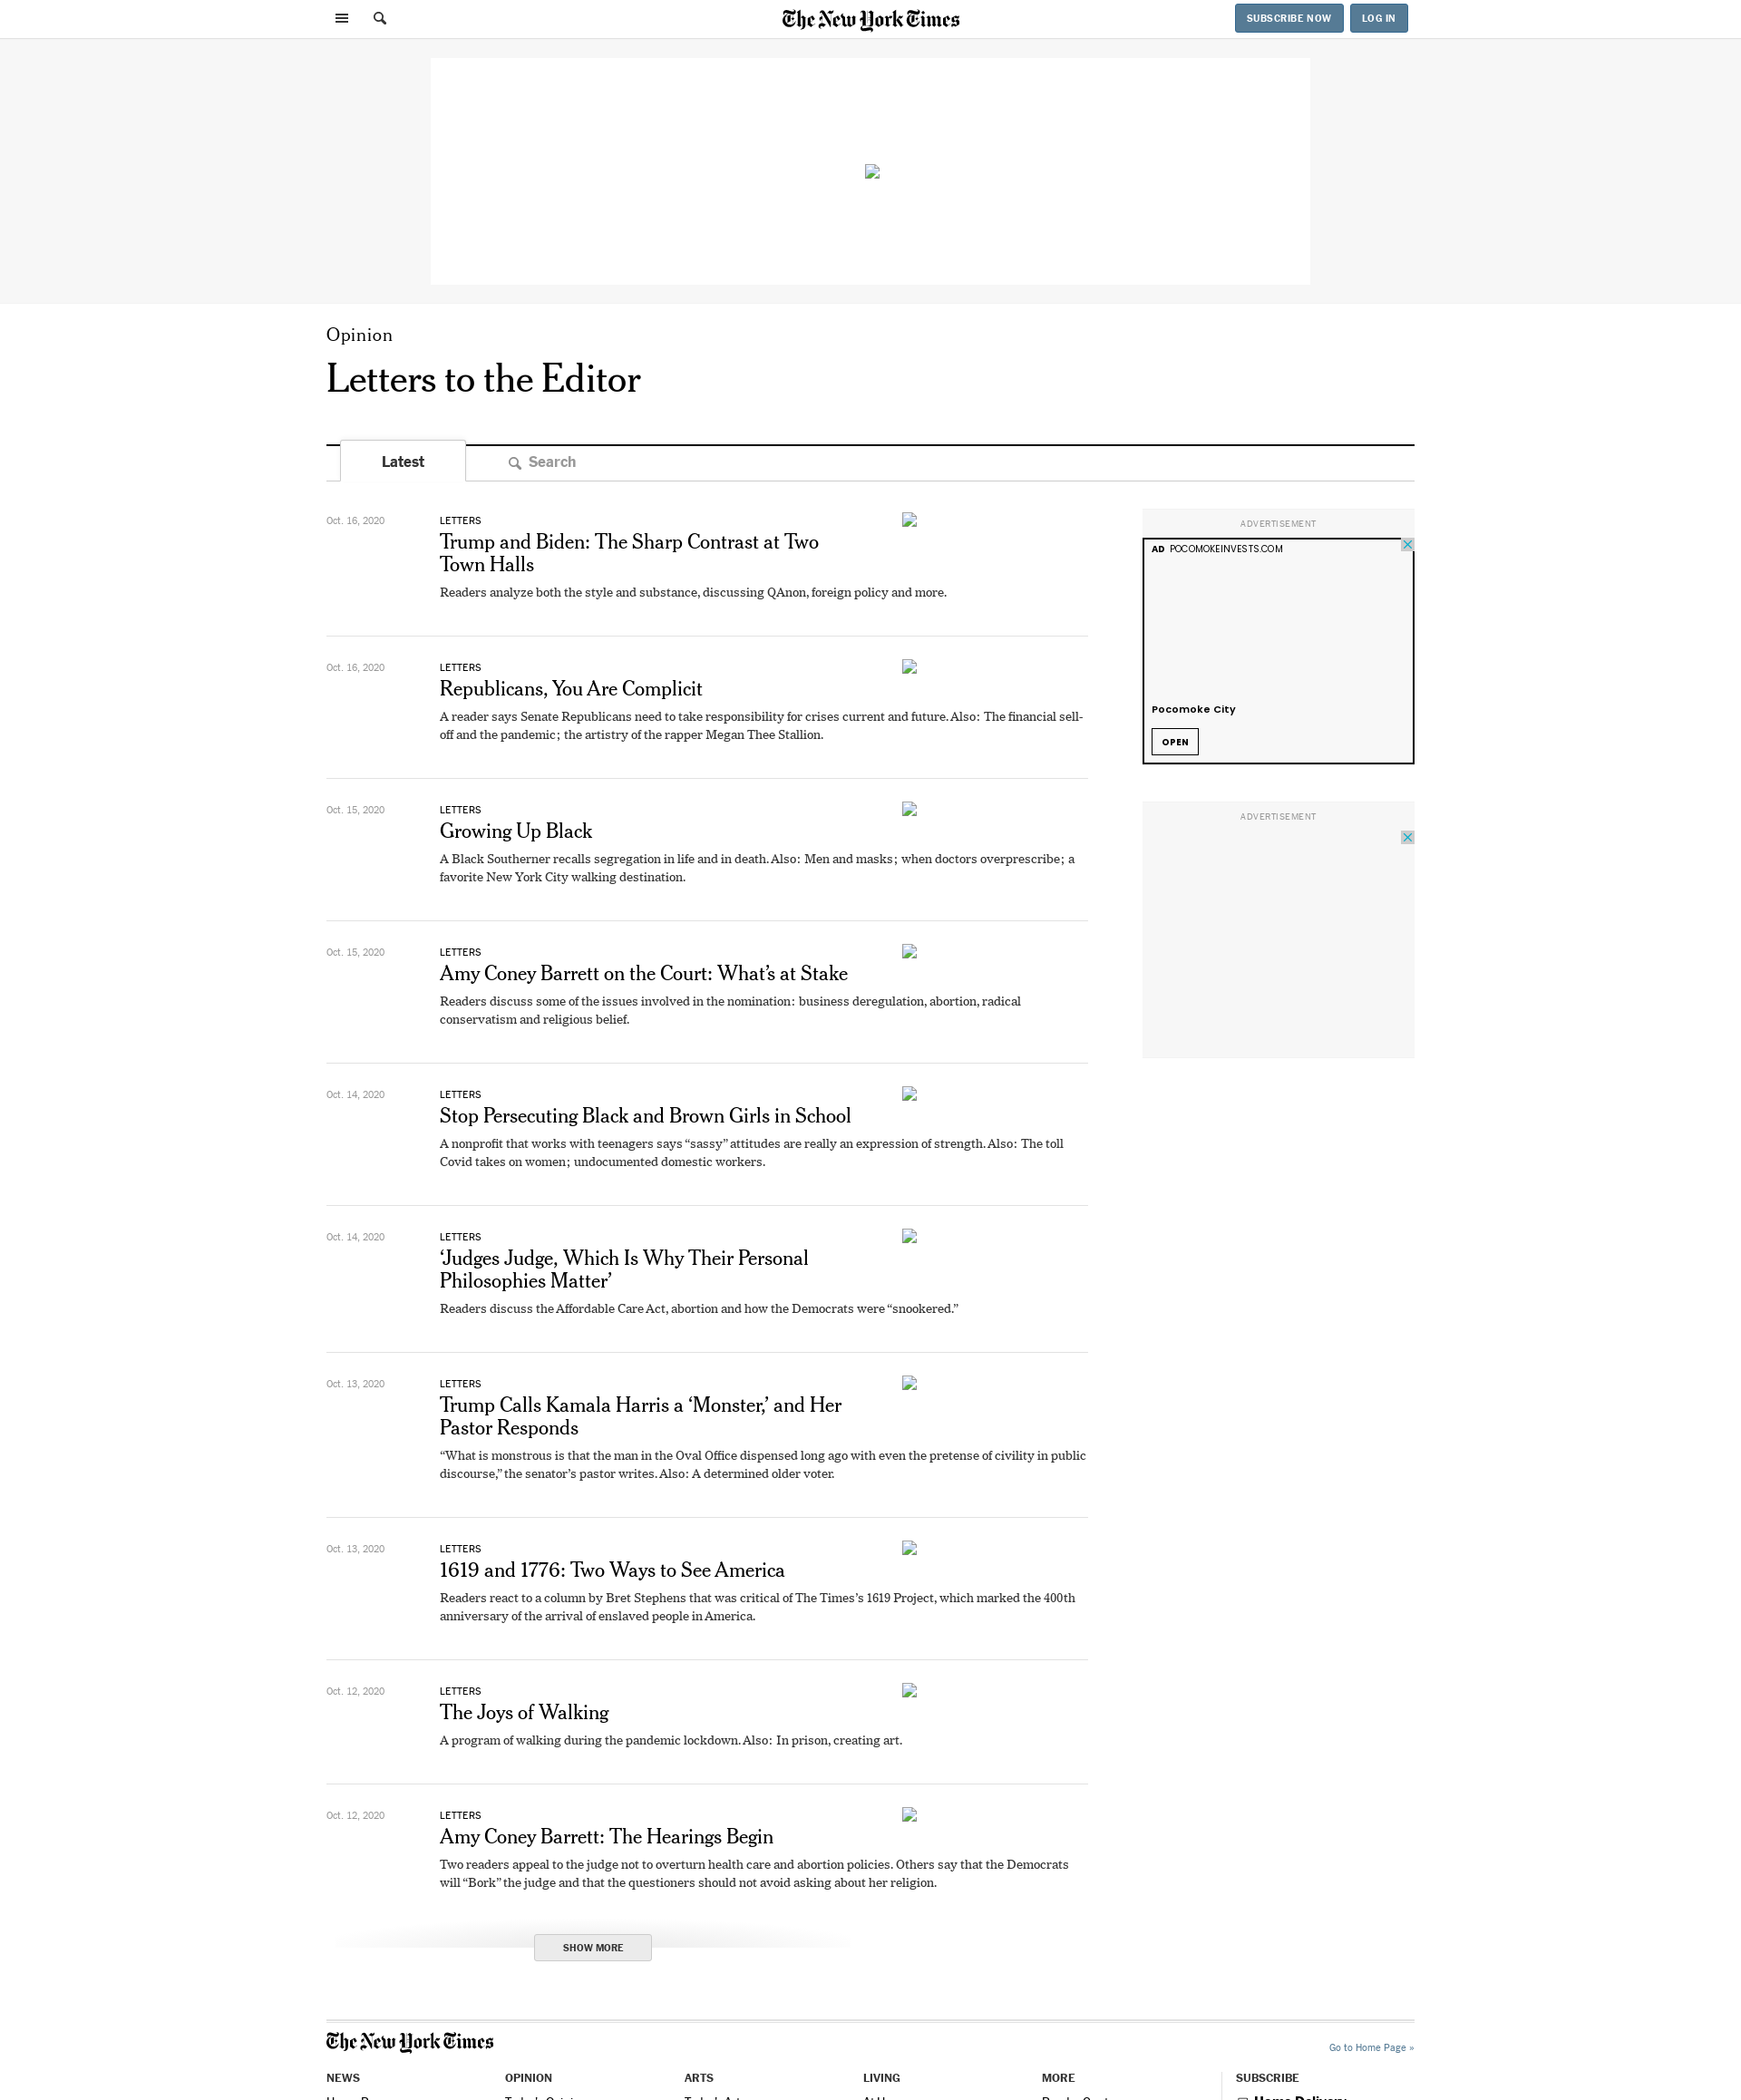 The New York Times
SUBSCRIBE NOW
LOG IN
Opinion
Letters to the Editor
Latest
Search
Oct. 16, 2020
LETTERS
Trump and Biden: The Sharp Contrast at Two
Town Halls
Readers analyze both the style and substance, discussing QAnon, foreign policy and more.
Oct. 16, 2020
LETTERS
Republicans, You Are Complicit
A reader says Senate Republicans need to take responsibility for crises current and future. Also: The financial sell-
off and the pandemic; the artistry of the rapper Megan Thee Stallion.
Oct. 15, 2020
LETTERS
Growing Up Black
A Black Southerner recalls segregation in life and in death. Also: Men and masks; when doctors overprescribe; a
favorite New York City walking destination.
Oct. 15, 2020
LETTERS
Amy Coney Barrett on the Court: What’s at Stake
Readers discuss some of the issues involved in the nomination: business deregulation, abortion, radical
conservatism and religious belief.
Oct. 14, 2020
LETTERS
Stop Persecuting Black and Brown Girls in School
A nonprofit that works with teenagers says “sassy” attitudes are really an expression of strength. Also: The toll
Covid takes on women; undocumented domestic workers.
Oct. 14, 2020
LETTERS
‘Judges Judge, Which Is Why Their Personal
Philosophies Matter’
Readers discuss the Affordable Care Act, abortion and how the Democrats were “snookered.”
Oct. 13, 2020
LETTERS
Trump Calls Kamala Harris a ‘Monster,’ and Her
Pastor Responds
“What is monstrous is that the man in the Oval Office dispensed long ago with even the pretense of civility in public
discourse,” the senator’s pastor writes. Also: A determined older voter.
Oct. 13, 2020
LETTERS
1619 and 1776: Two Ways to See America
Readers react to a column by Bret Stephens that was critical of The Times’s 1619 Project, which marked the 400th
anniversary of the arrival of enslaved people in America.
Oct. 12, 2020
LETTERS
The Joys of Walking
A program of walking during the pandemic lockdown. Also: In prison, creating art.
Oct. 12, 2020
LETTERS
Amy Coney Barrett: The Hearings Begin
Two readers appeal to the judge not to overturn health care and abortion policies. Others say that the Democrats
will “Bork” the judge and that the questioners should not avoid asking about her religion.
SHOW MORE
ADVERTISEMENT
AD POCOMOKEINVESTS.COM
Pocomoke City
OPEN
ADVERTISEMENT
The New York Times
Go to Home Page »
NEWS
OPINION
ARTS
LIVING
MORE
SUBSCRIBE
Home Delivery